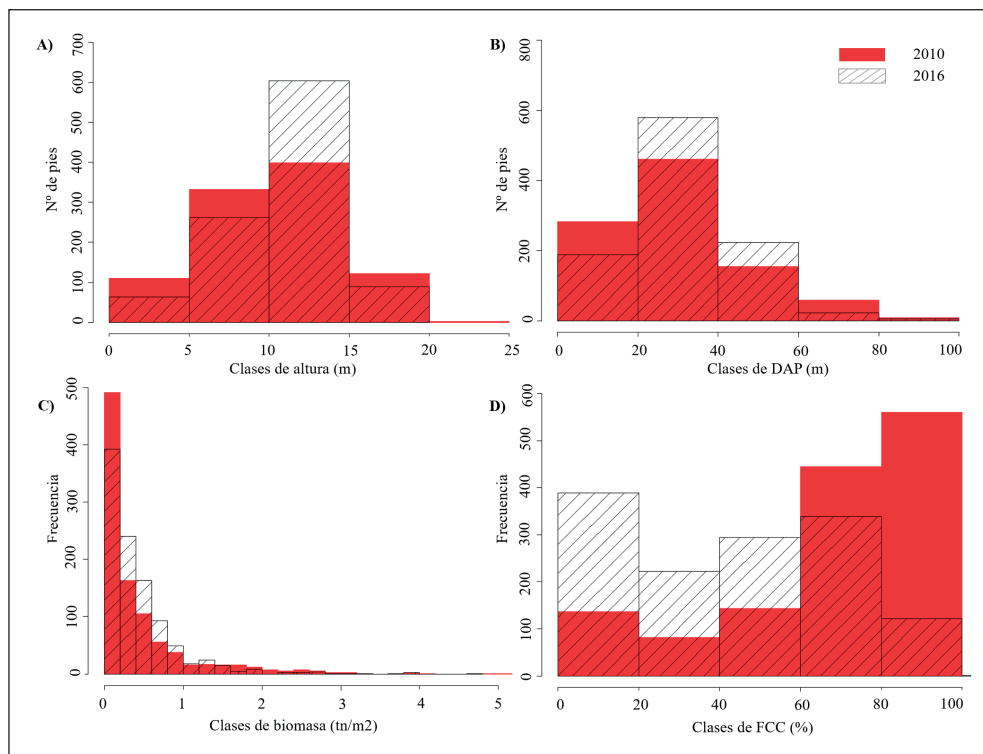 A)
Nº de pies
700
600
500
400
300
200
100
0
0 5 10 15 20 25
Clases de altura (m)
B)
2010
2016
Nº de pies
800
600
400
200
0
0 20 40 60 80 100
Clases de DAP (m)
C)
Frecuencia
500
400
300
200
100
0
0 1 2 3 4 5
Clases de biomasa (tn/m2)
D)
Frecuencia
600
500
400
300
200
100
0
0 20 40 60 80 100
Clases de FCC (%)